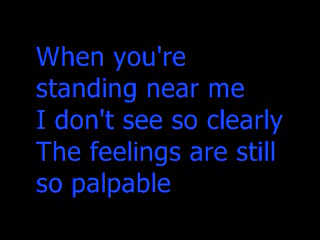 When you're
standing near me
I don't see so clearly
The feelings are still
so palpable